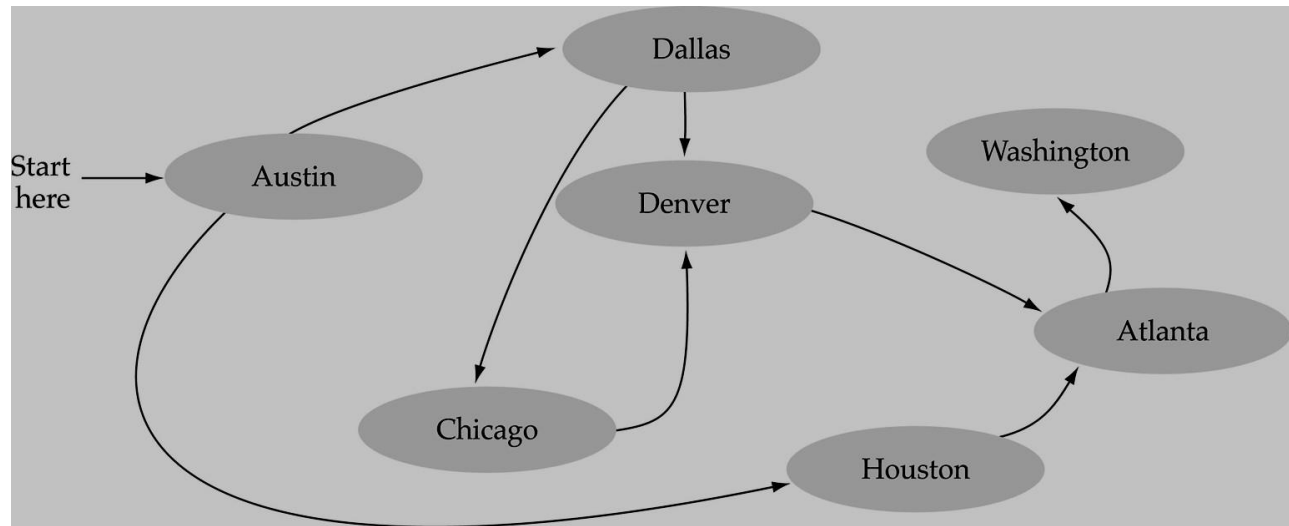 Dallas
Washington
Start
here
Austin
Denver
Atlanta
Chicago
Houston